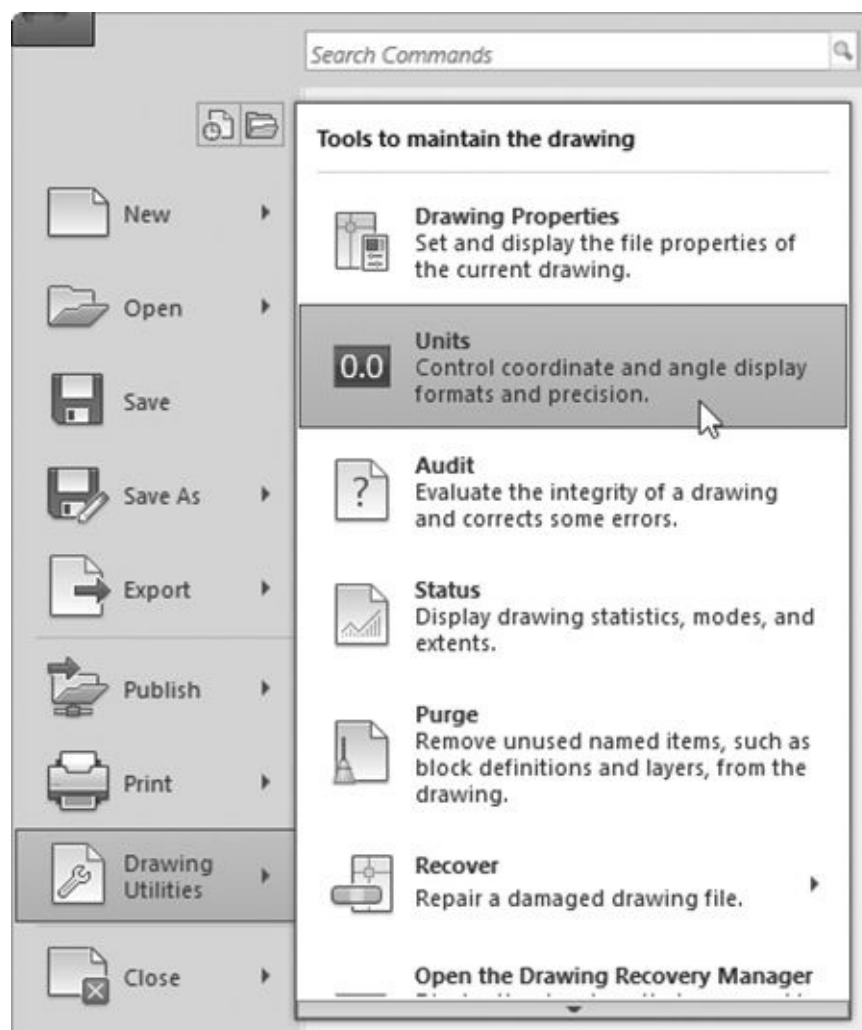 Search Commands
New
Open
Save
Save As
Export
Publish
Print
Drawing
Utilities
Close
Tools to maintain the drawing
Drawing Properties
Set and display the file properties of
the current drawing.
0.0
Units
Control coordinate and angle display
formats and precision.
?
Audit
Evaluate the integrity of a drawing
and corrects some errors.
Status
Display drawing statistics, modes, and
extents.
Purge
Remove unused named items, such as
block definitions and layers, from the
drawing.
Recover
Repair a damaged drawing file.
Open the Drawing Recovery Manager